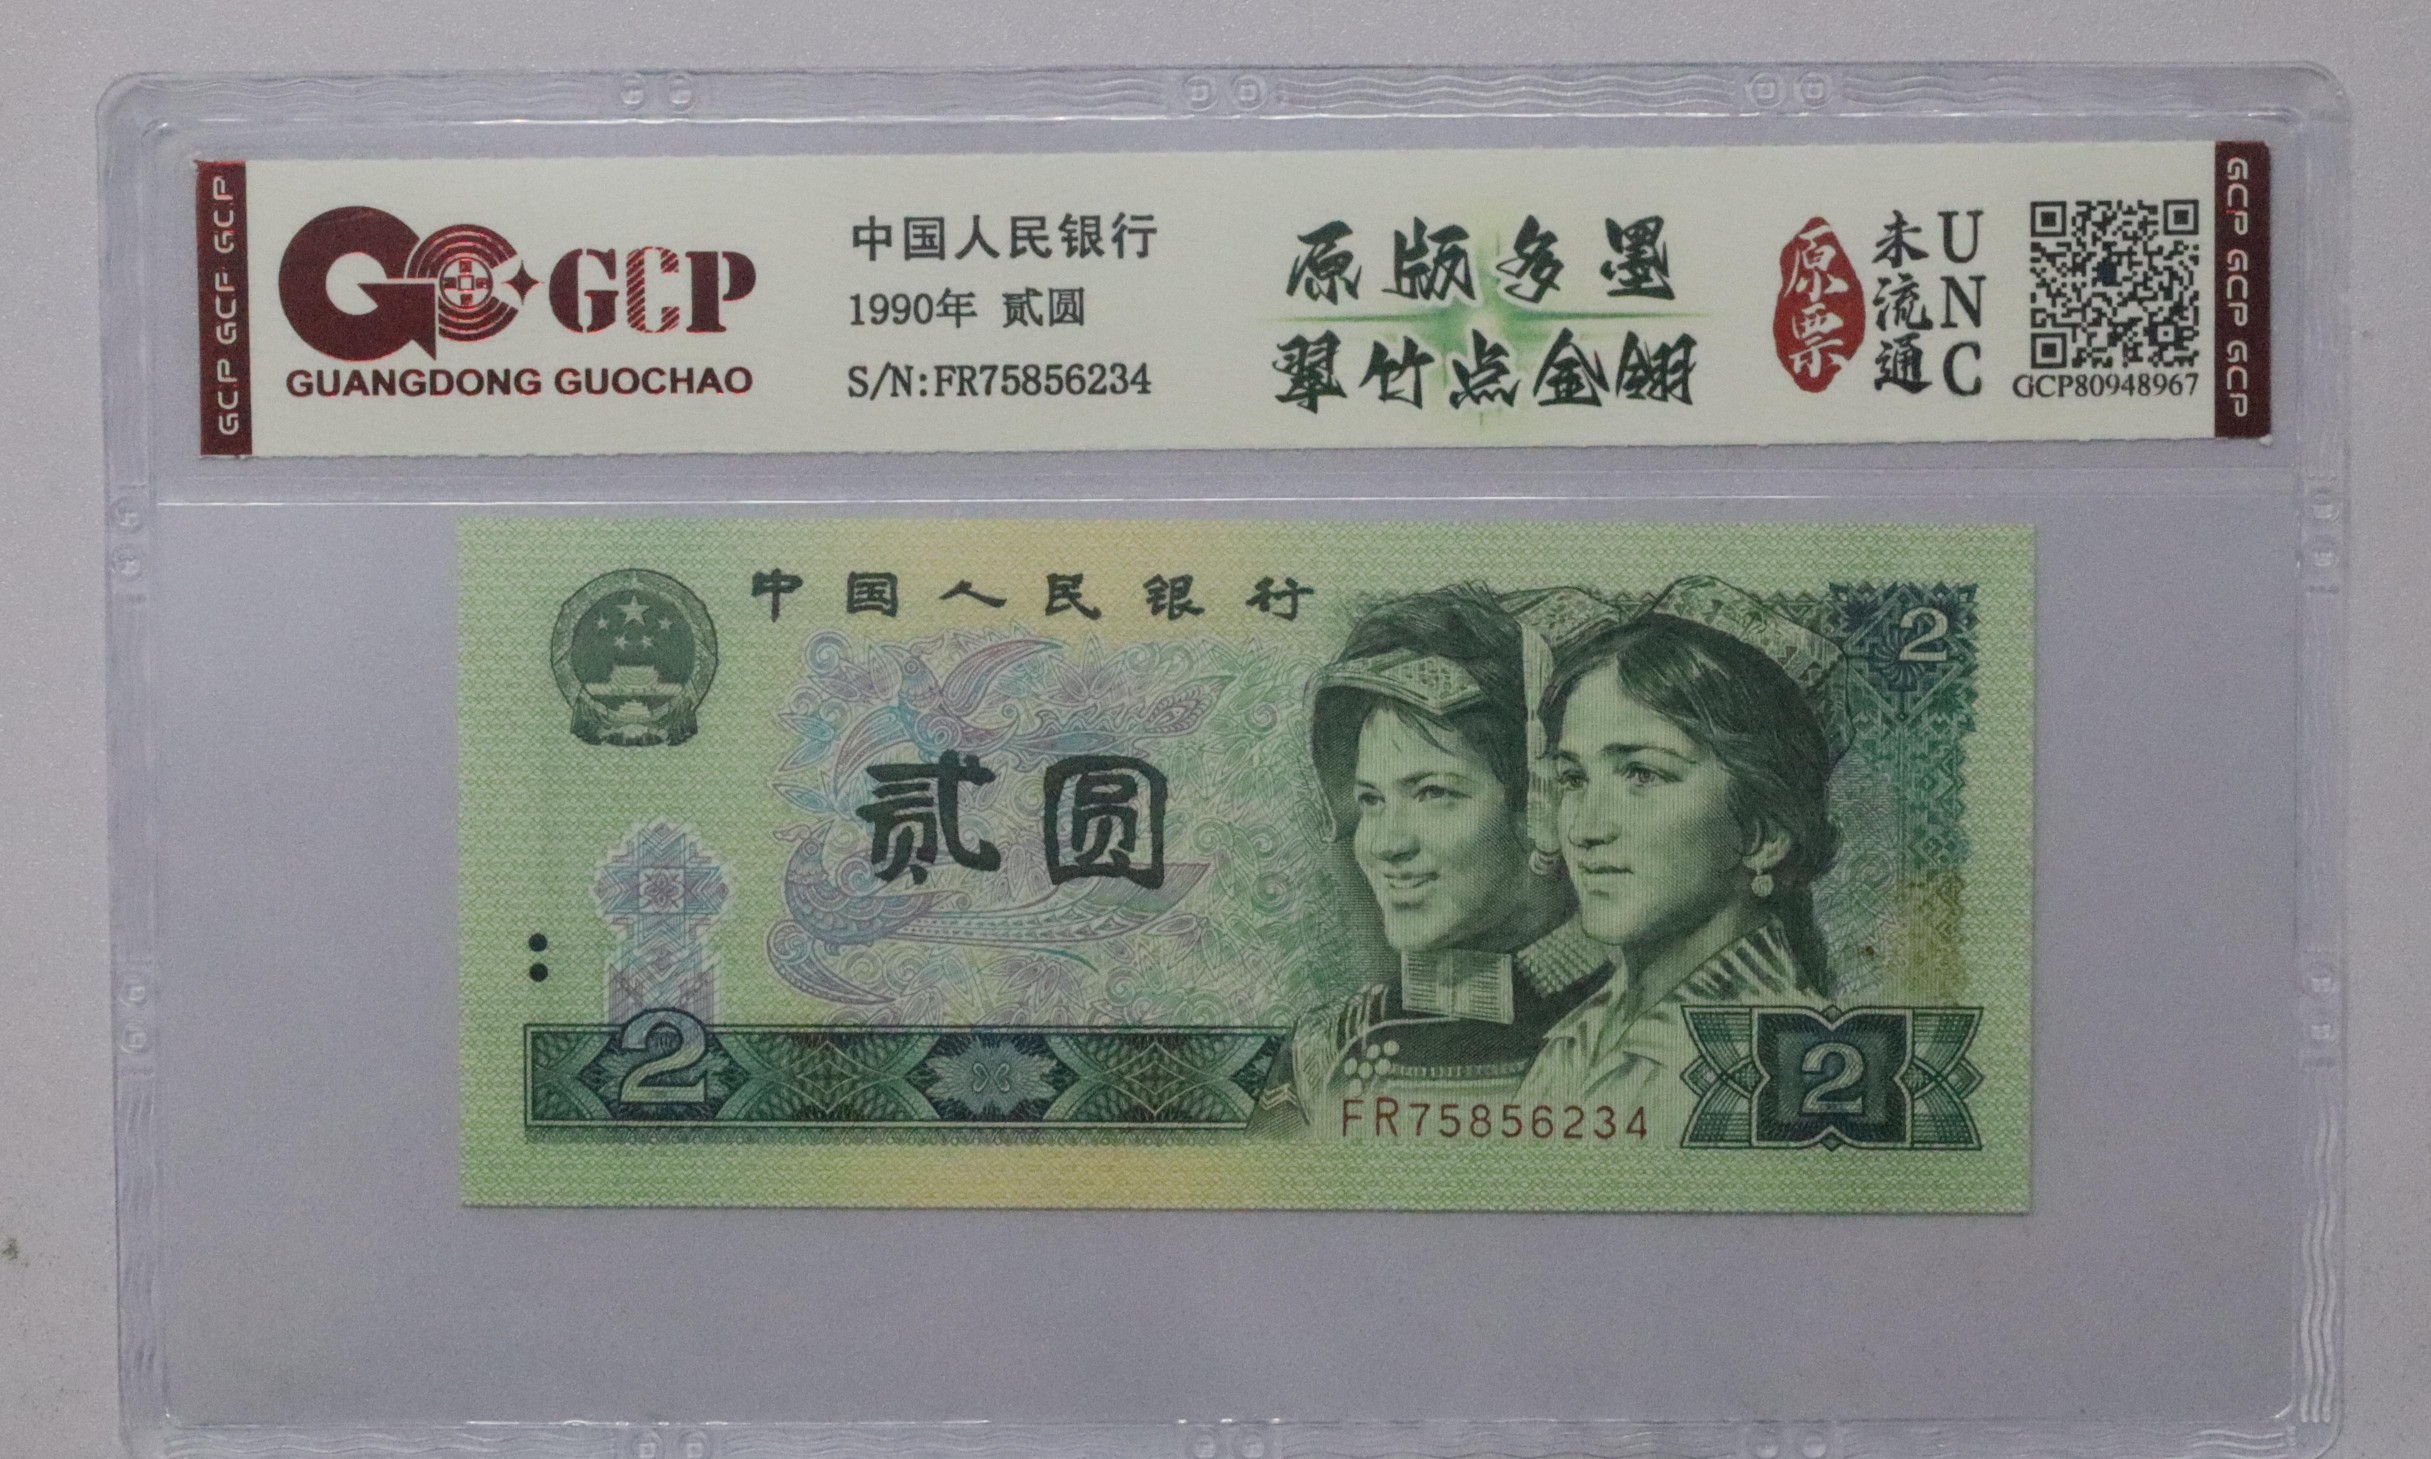 GCP GCP GCP
GCP
GUANGDONG GUOCHAO
中国人民银行
1990年 贰圆
S/N:FR75856234
原版多墨
翠竹点金钢
原票
未流通
UNC
GCP80948967
GCP GCP GCP
中国人民银行
2
贰圆
2
FR75856234
2